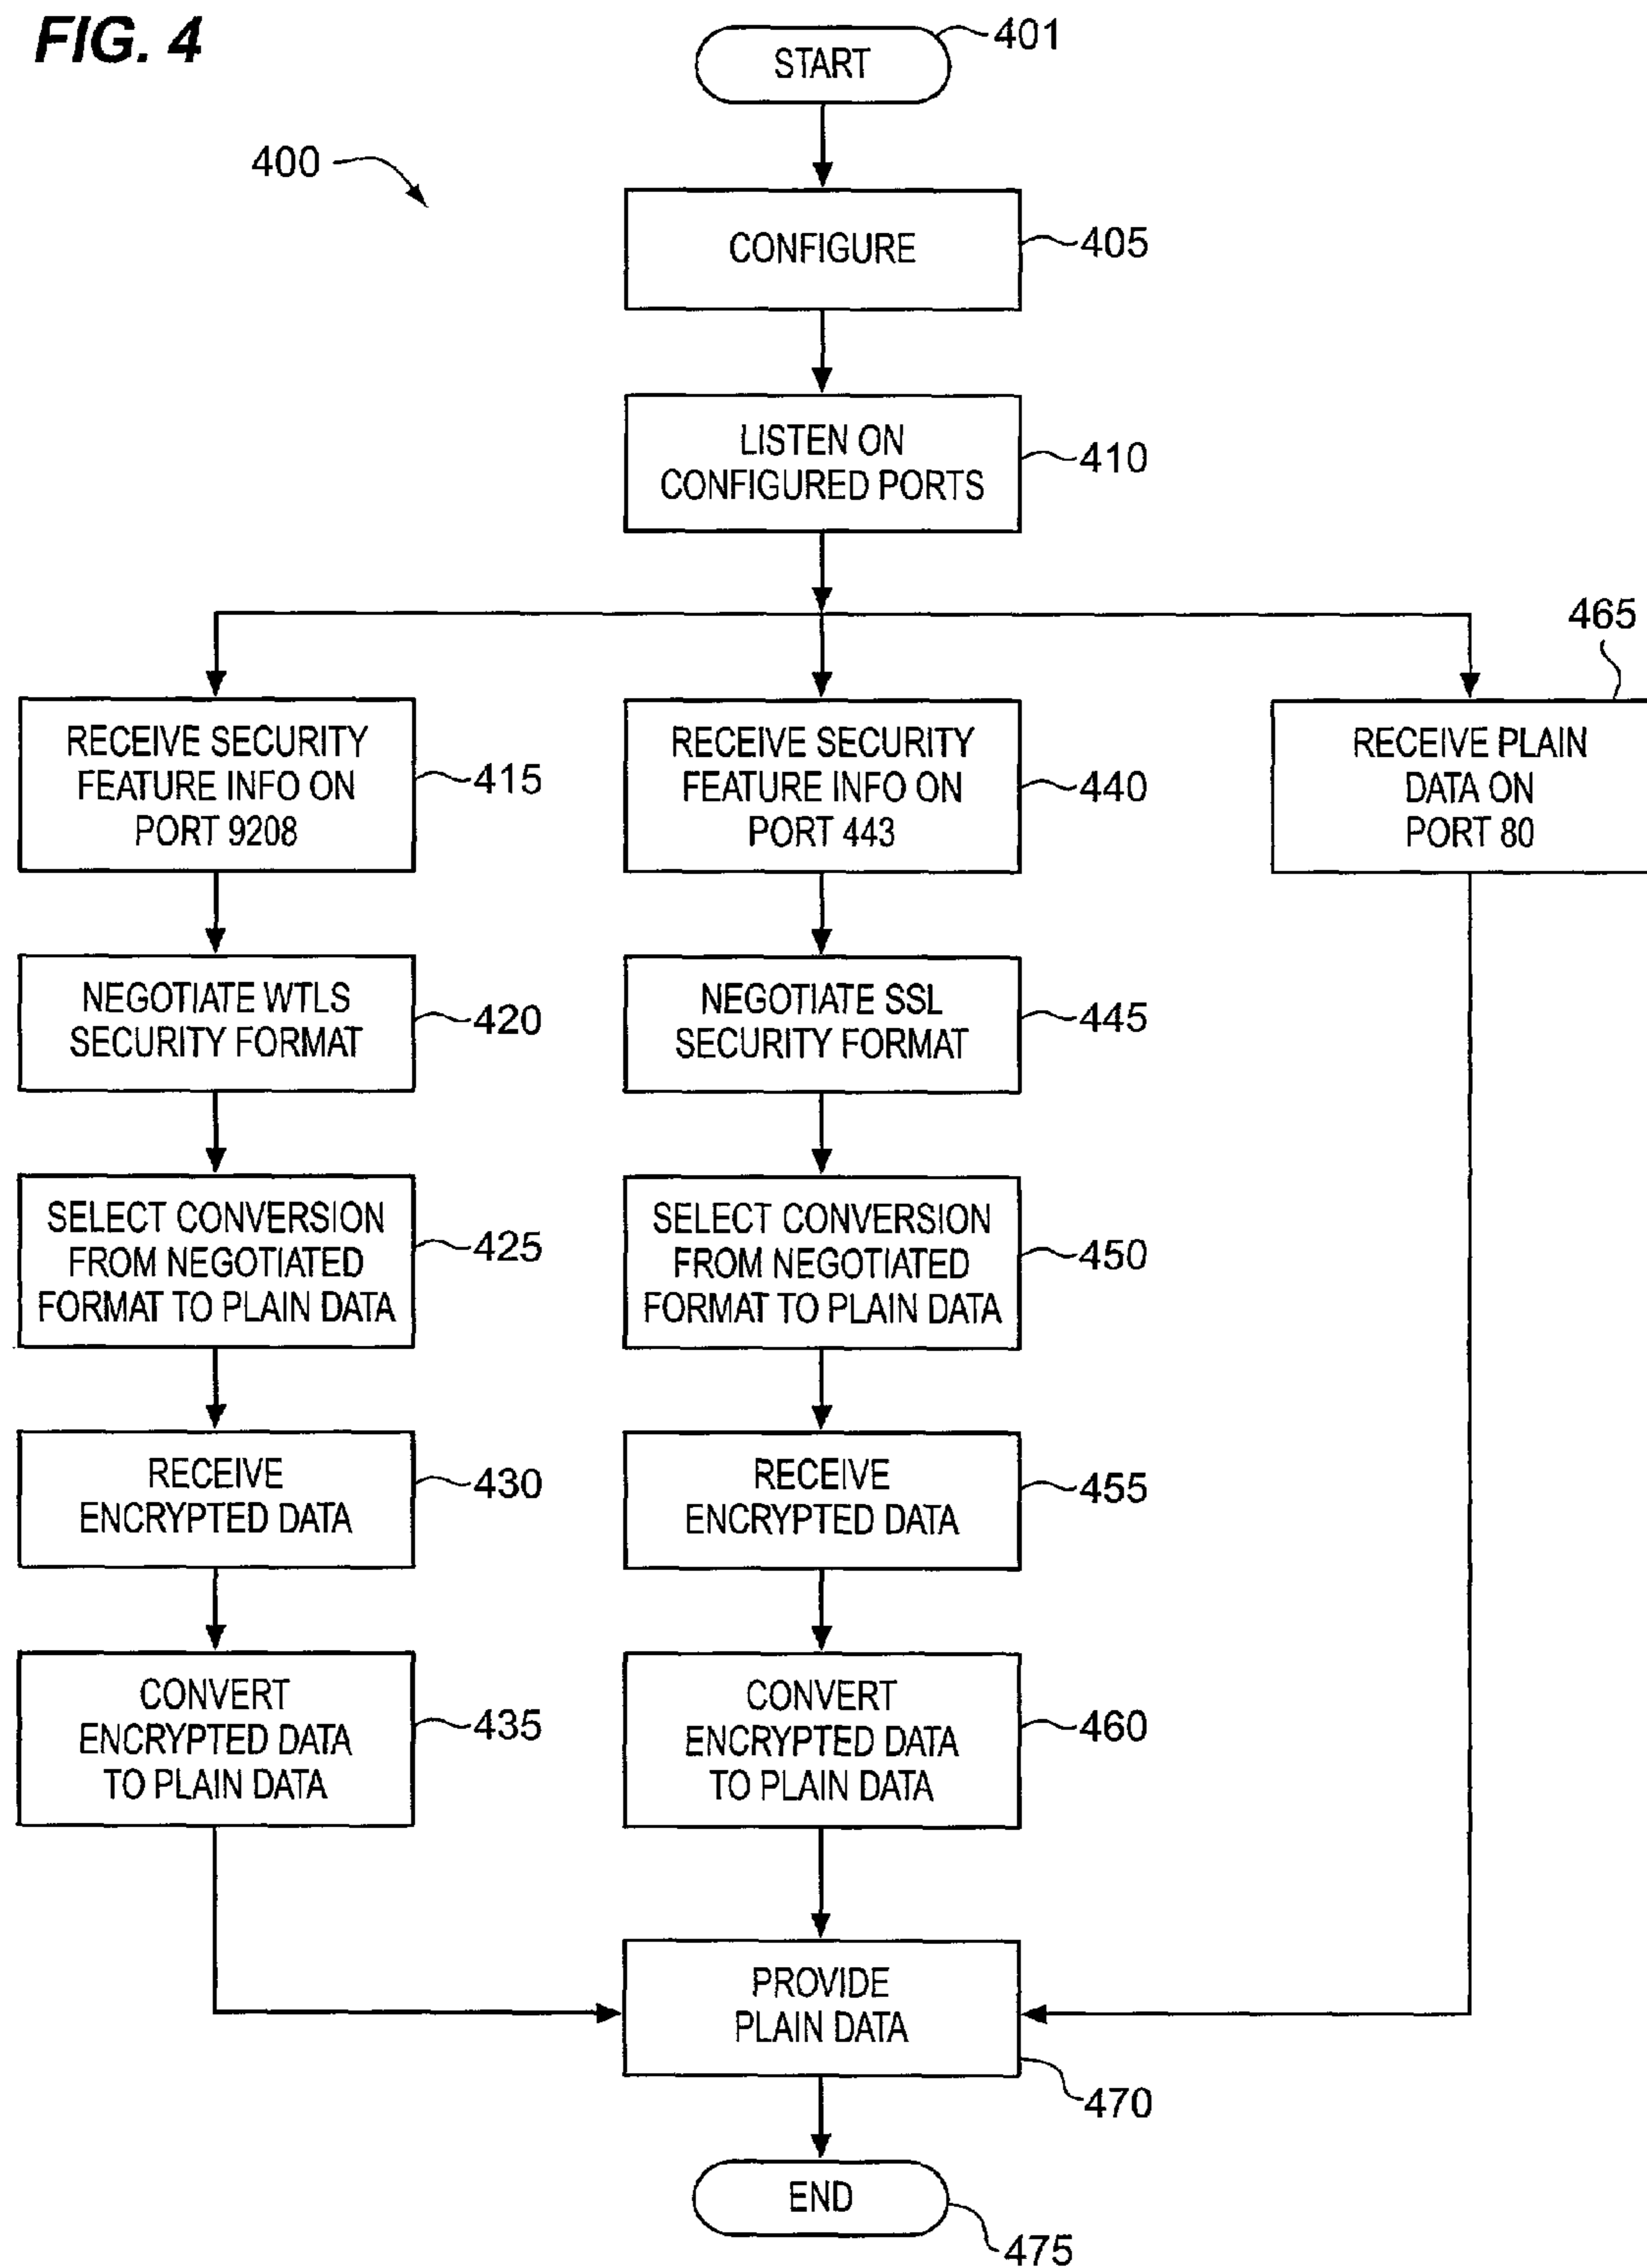 FIG. 4
START
401
400
CONFIGURE
405
LISTEN ON
CONFIGURED PORTS
410
465
RECEIVE SECURITY
FEATURE INFO ON
PORT 9208
415
RECEIVE SECURITY
FEATURE INFO ON
PORT 443
440
RECEIVE PLAIN
DATA ON
PORT 80
NEGOTIATE WTLS
SECURITY FORMAT
420
NEGOTIATE SSL
SECURITY FORMAT
445
SELECT CONVERSION
FROM NEGOTIATED
FORMAT TO PLAIN DATA
425
SELECT CONVERSION
FROM NEGOTIATED
FORMAT TO PLAIN DATA
450
RECEIVE
ENCRYPTED DATA
430
RECEIVE
ENCRYPTED DATA
455
CONVERT
ENCRYPTED DATA
TO PLAIN DATA
435
CONVERT
ENCRYPTED DATA
TO PLAIN DATA
460
PROVIDE
PLAIN DATA
470
END
475